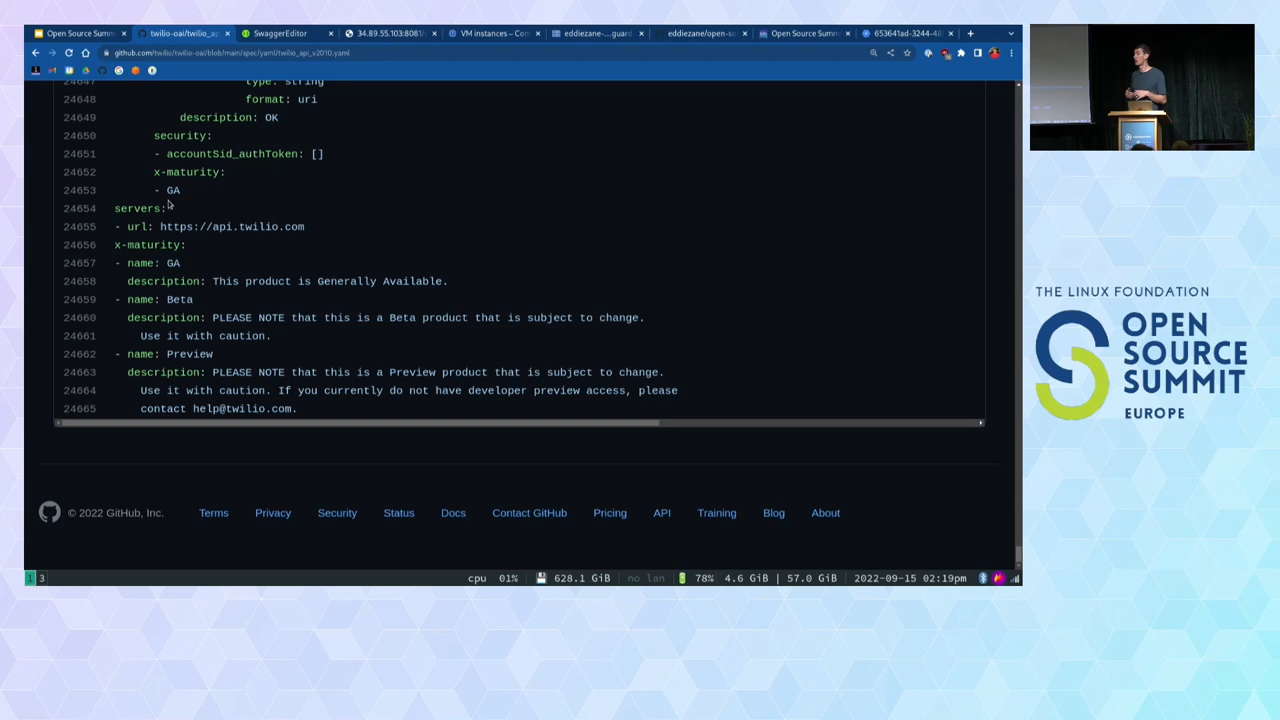 Open Source Summ
twilio-oai/twilio_ap
SwaggerEditor
34.89.55.103:8081/
VM instances – Com
eddiezane-...guard
eddiezane/open-so
Open Source Summ
653641ad-3244-48
github.com/twilio/twilio-oai/blob/main/spec/yaml/twilio_api_v2010.yaml
24647 type: string
24648 format: uri
24649 description: OK
24650 security:
24651 - accountSid_authToken: []
24652 x-maturity:
24653 - GA
24654 servers:
24655 - url: https://api.twilio.com
24656 x-maturity:
24657 - name: GA
24658 description: This product is Generally Available.
24659 - name: Beta
24660 description: PLEASE NOTE that this is a Beta product that is subject to change.
24661 Use it with caution.
24662 - name: Preview
24663 description: PLEASE NOTE that this is a Preview product that is subject to change.
24664 Use it with caution. If you currently do not have developer preview access, please
24665 contact help@twilio.com.
© 2022 GitHub, Inc. Terms Privacy Security Status Docs Contact GitHub Pricing API Training Blog About
1 3 cpu 01% 628.1 GiB no lan 78% 4.6 GiB | 57.0 GiB 2022-09-15 02:19pm
THE LINUX FOUNDATION
OPEN
SOURCE
SUMMIT
EUROPE